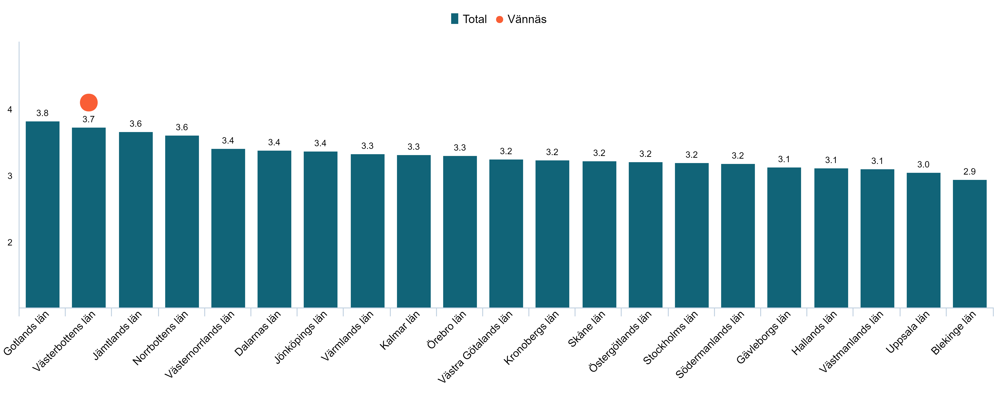 Total Vännäs
4
3
2
3.8 3.7 3.6 3.6 3.4 3.4 3.4 3.3 3.3 3.3 3.2 3.2 3.2 3.2 3.2 3.2 3.1 3.1 3.1 3.0 2.9
Gotlands län
Västerbottens län
Jämtlands län
Norrbottens län
Västernorrlands län
Dalarnas län
Jönköpings län
Värmlands län
Kalmar län
Örebro län
Västra Götalands län
Kronobergs län
Skåne län
Östergötlands län
Stockholms län
Södermanlands län
Gävleborgs län
Hallands län
Västmanlands län
Uppsala län
Blekinge län